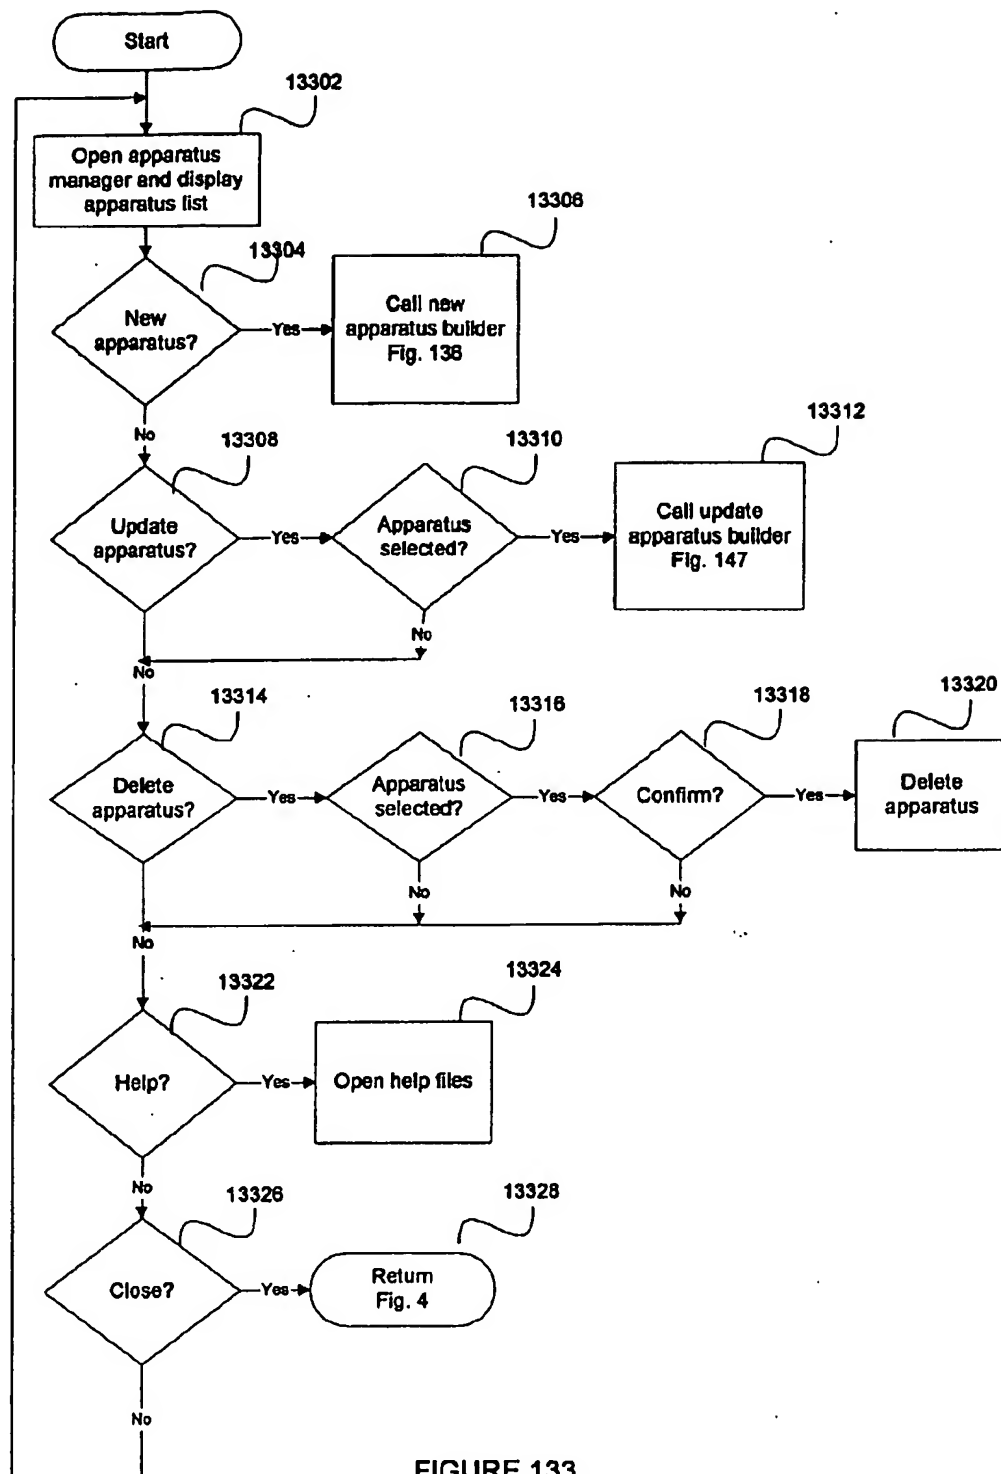 Start
13302
Open apparatus
manager and display
apparatus list
13304
New
apparatus?
Yes
13306
Call new
apparatus builder
Fig. 136
No
13308
Update
apparatus?
Yes
13310
Apparatus
selected?
Yes
13312
Call update
apparatus builder
Fig. 147
No
No
13314
Delete
apparatus?
Yes
13316
Apparatus
selected?
Yes
13318
Confirm?
Yes
13320
Delete
apparatus
No
No
No
13322
Help?
Yes
13324
Open help files
No
13326
Close?
Yes
13328
Return
Fig. 4
No
FIGURE 133